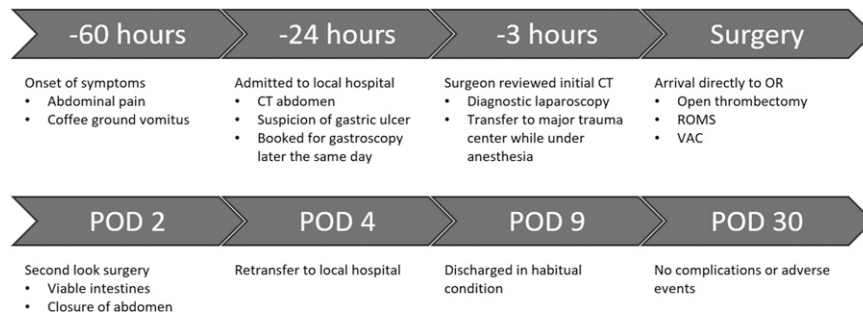 -60 hours
-24 hours
-3 hours
Surgery
Onset of symptoms
• Abdominal pain
• Coffee ground vomitus
Admitted to local hospital
• CT abdomen
• Suspicion of gastric ulcer
• Booked for gastroscopy
later the same day
Surgeon reviewed initial CT
• Diagnostic laparoscopy
• Transfer to major trauma
center while under
anesthesia
Arrival directly to OR
• Open thrombectomy
• ROMS
• VAC
POD 2
POD 4
POD 9
POD 30
Second look surgery
• Viable intestines
• Closure of abdomen
Retransfer to local hospital
Discharged in habitual
condition
No complications or adverse
events